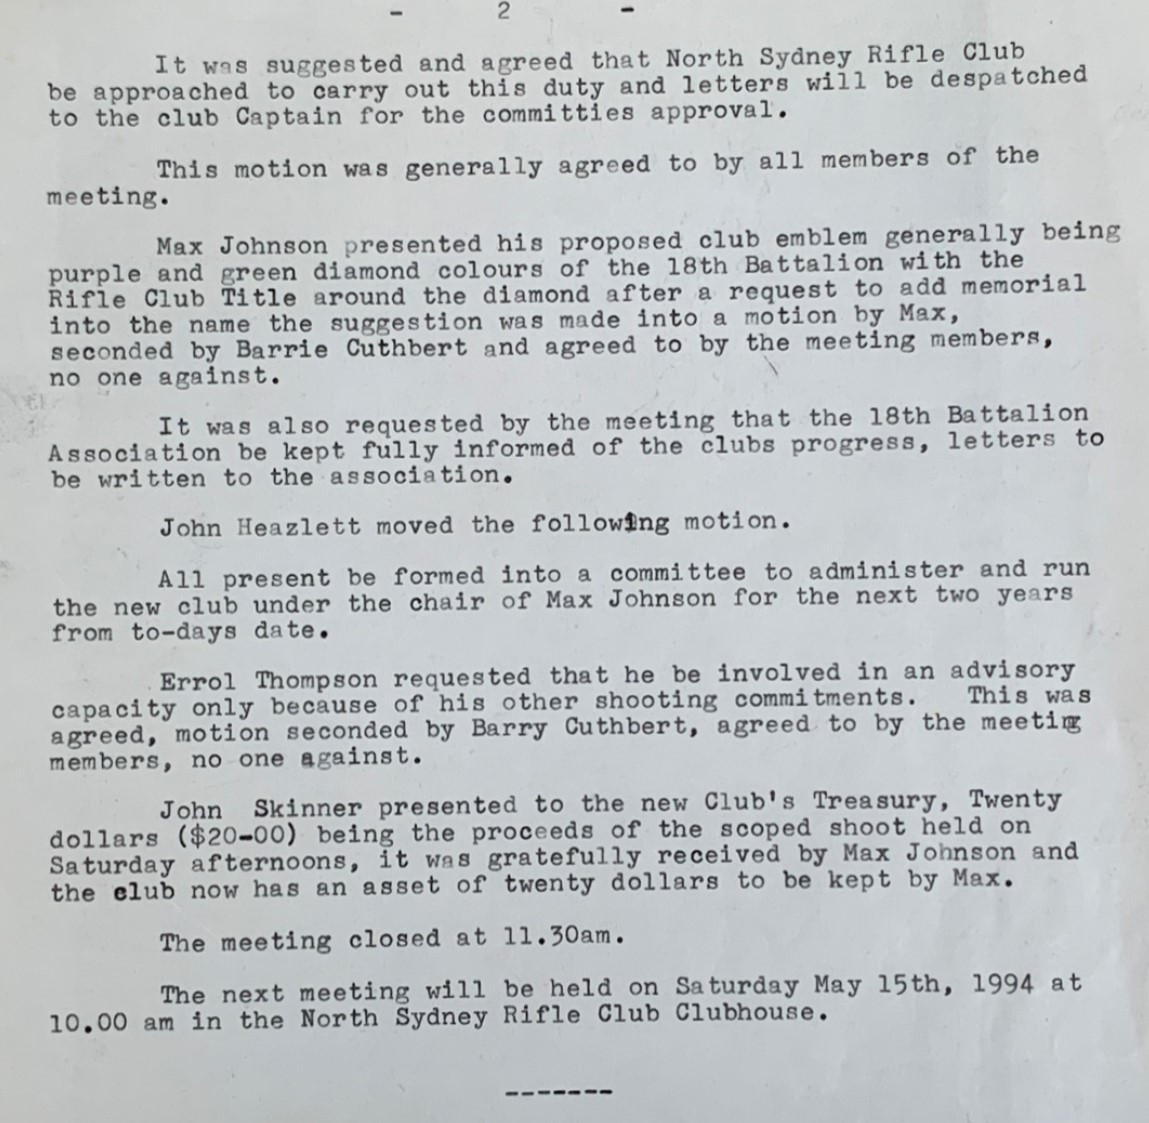 - 2 -
It was suggested and agreed that North Sydney Rifle Club
be approached to carry out this duty and letters will be despatched
to the club Captain for the committies approval.
This motion was generally agreed to by all members of the
meeting.
Max Johnson presented his proposed club emblem generally being
purple and green diamond colours of the 18th Battalion with the
Rifle Club Title around the diamond after a request to add memorial
into the name the suggestion was made into a motion by Max,
seconded by Barrie Cuthbert and agreed to by the meeting members,
no one against.
It was also requested by the meeting that the 18th Battalion
Association be kept fully informed of the clubs progress, letters to
be written to the association.
John Heazlett moved the following motion.
All present be formed into a committee to administer and run
the new club under the chair of Max Johnson for the next two years
from to-days date.
Errol Thompson requested that he be involved in an advisory
capacity only because of his other shooting commitments. This was
agreed, motion seconded by Barry Cuthbert, agreed to by the meeting
members, no one against.
John Skinner presented to the new Club's Treasury, Twenty
dollars ($20-00) being the proceeds of the scoped shoot held on
Saturday afternoons, it was gratefully received by Max Johnson and
the club now has an asset of twenty dollars to be kept by Max.
The meeting closed at 11.30am.
The next meeting will be held on Saturday May 15th, 1994 at
10.00 am in the North Sydney Rifle Club Clubhouse.
-------